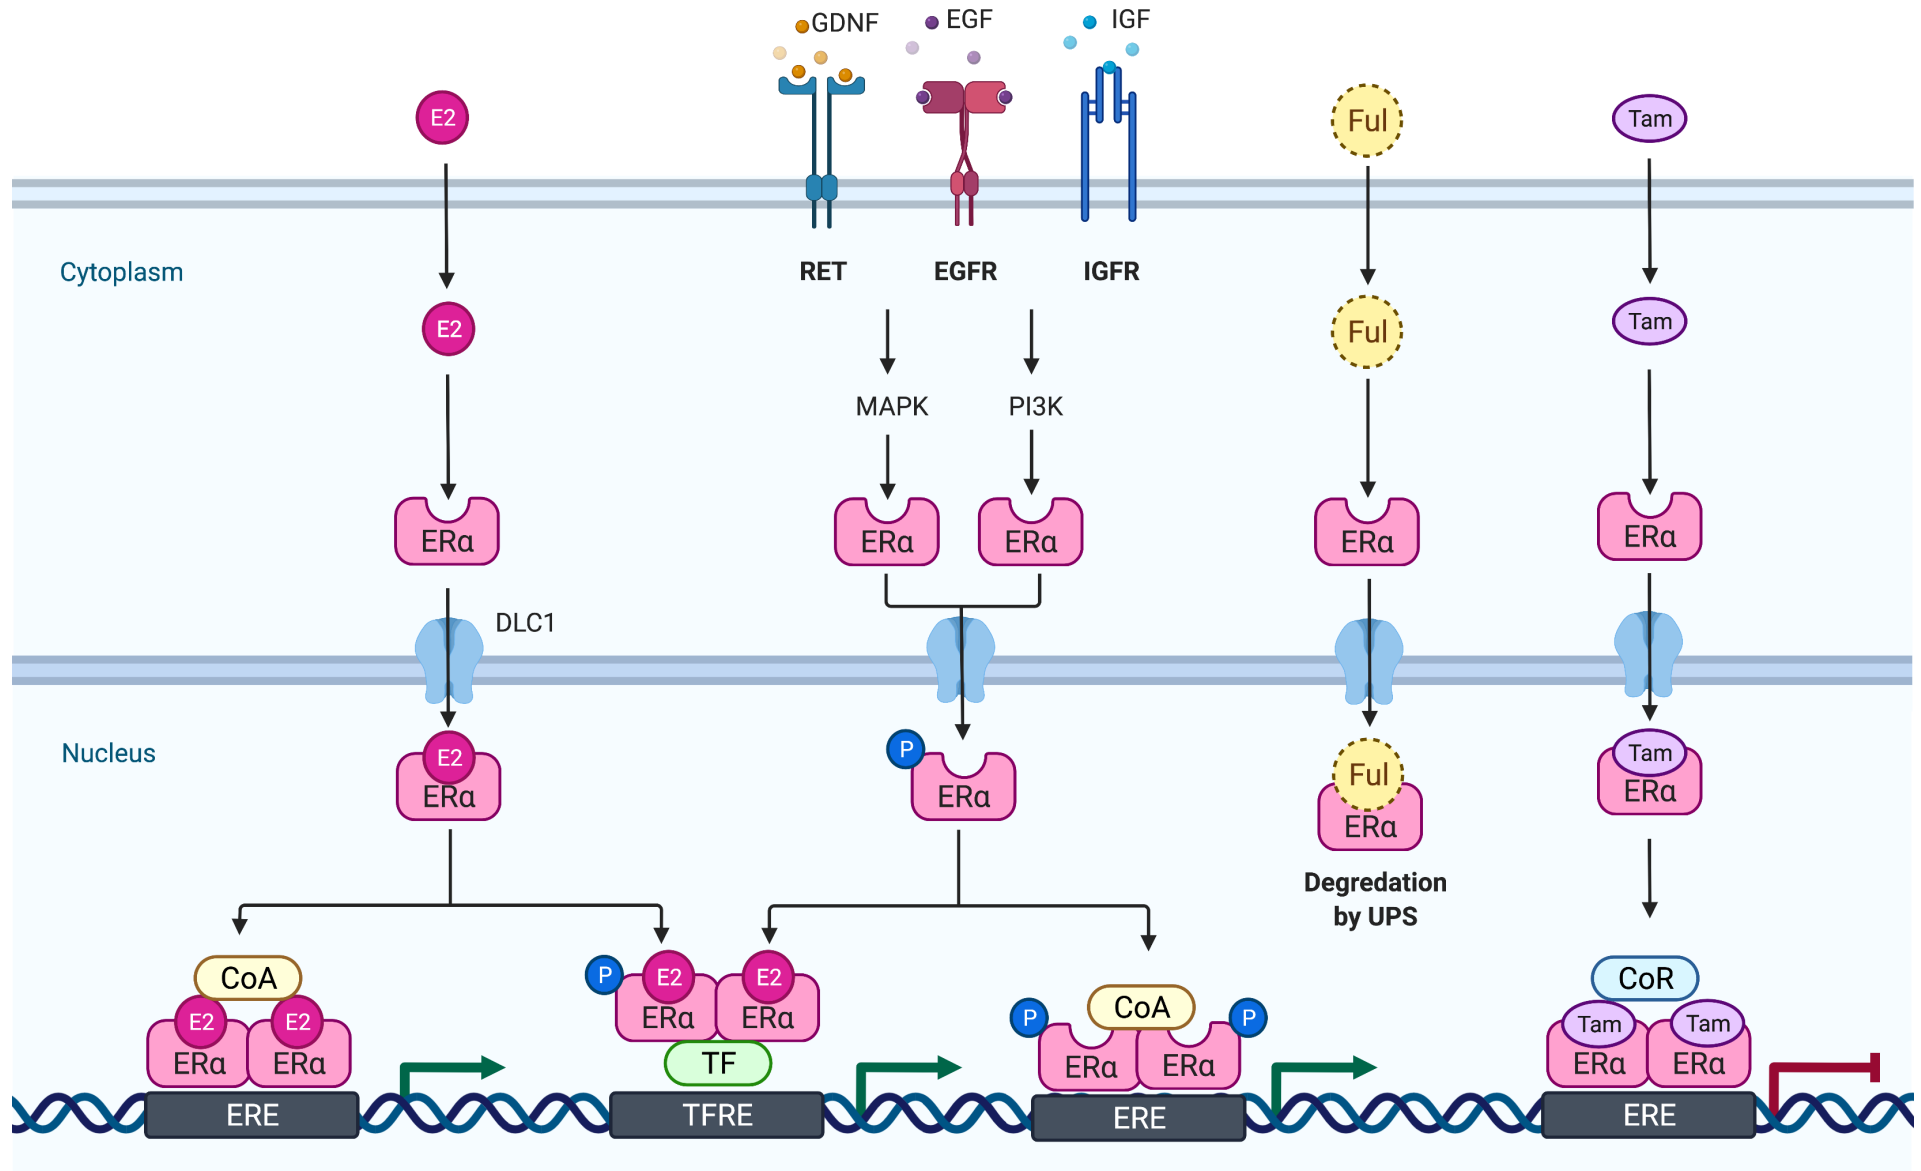 GDNF
EGF
IGF
E2
Ful
Tam
Cytoplasm
RET
EGFR
IGFR
E2
Ful
Tam
MAPK
PI3K
ERα
ERα
ERα
ERα
ERα
DLC1
Nucleus
E2
ERα
P
ERα
Ful
ERα
Tam
ERα
Degredation
by UPS
CoA
E2
E2
ERα
ERα
P
E2
E2
ERα
ERα
TF
P
CoA
P
ERα
ERα
CoR
Tam
Tam
ERα
ERα
ERE
TFRE
ERE
ERE